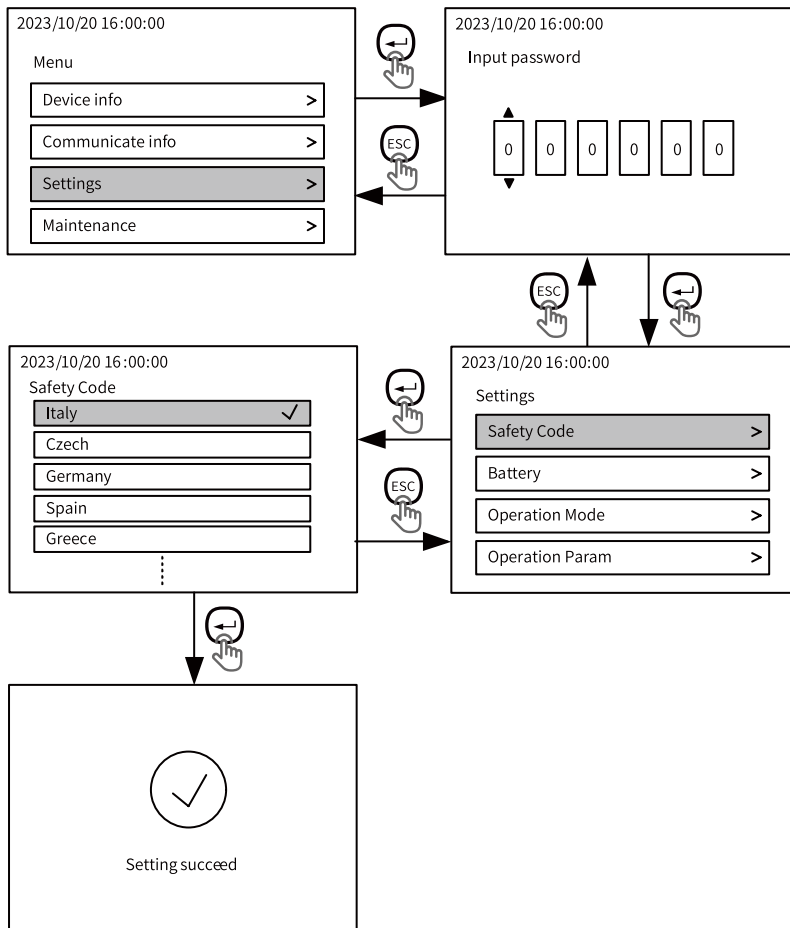 2023/10/20 16:00:00
Menu
Device info >
Communicate info >
Settings >
Maintenance >
ESC
2023/10/20 16:00:00
Input password
0 0 0 0 0 0
ESC
2023/10/20 16:00:00
Settings
Safety Code >
Battery >
Operation Mode >
Operation Param >
ESC
2023/10/20 16:00:00
Safety Code
Italy
Czech
Germany
Spain
Greece
Setting succeed